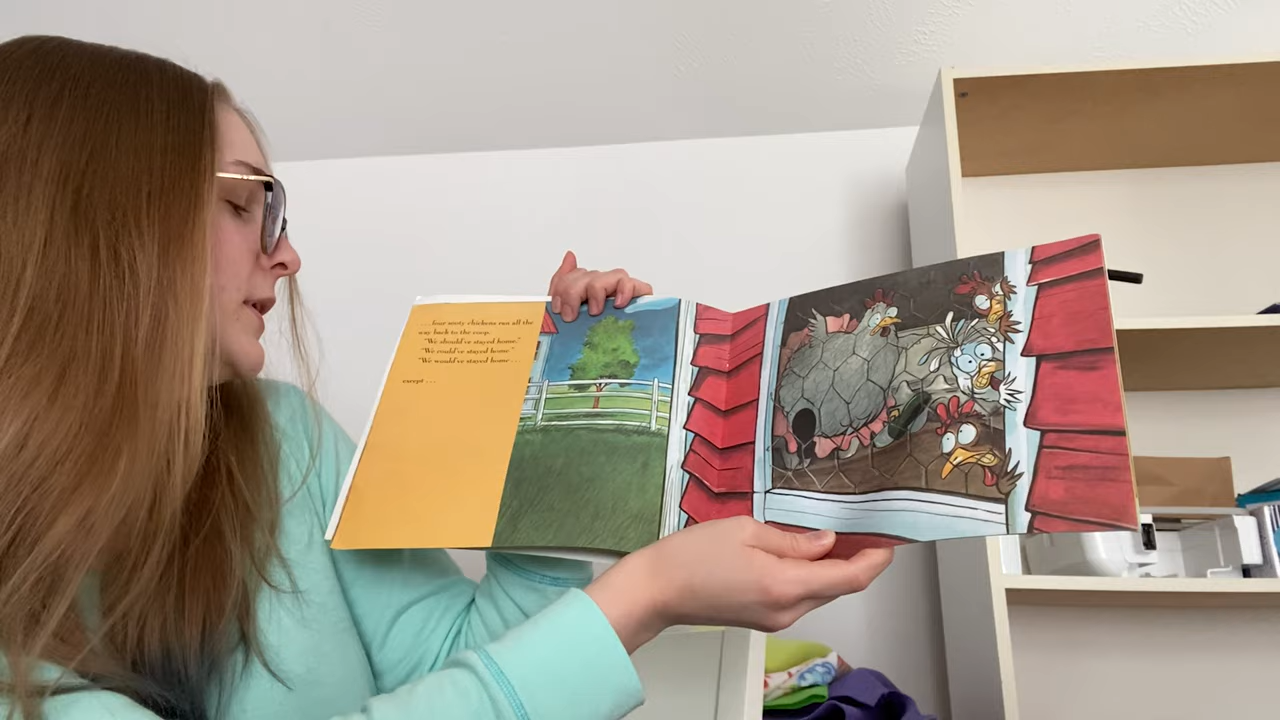 . . . four nosy chickens ran all the
way back to the coop.
"We should've stayed home."
"We could've stayed home."
"We would've stayed home . . .
except . . .